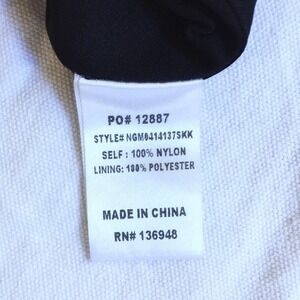 PO# 12887
STYLE# NGM0414137SKK
SELF : 100% NYLON
LINING: 100% POLYESTER
MADE IN CHINA
RN# 136948